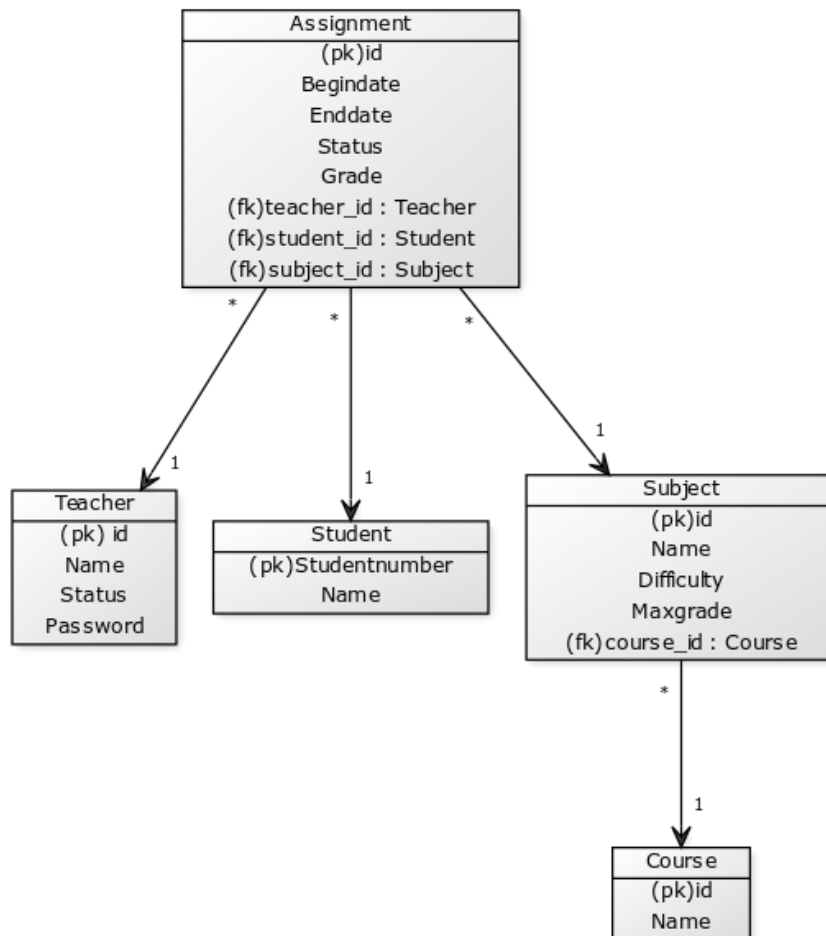 Assignment
(pk)id
Begindate
Enddate
Status
Grade
(fk)teacher_id : Teacher
(fk)student_id : Student
(fk)subject_id : Subject
*
*
*
1
1
1
Teacher
(pk) id
Name
Status
Password
Student
(pk)Studentnumber
Name
Subject
(pk)id
Name
Difficulty
Maxgrade
(fk)course_id : Course
*
1
Course
(pk)id
Name